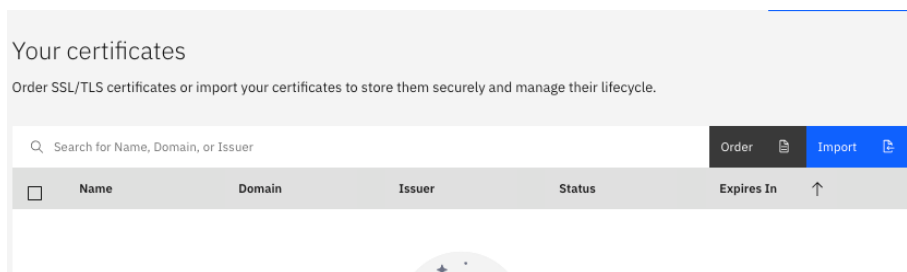 Your certificates
Order SSL/TLS certificates or import your certificates to store them securely and manage their lifecycle.
Search for Name, Domain, or Issuer
Order
Import
Name Domain Issuer Status Expires In